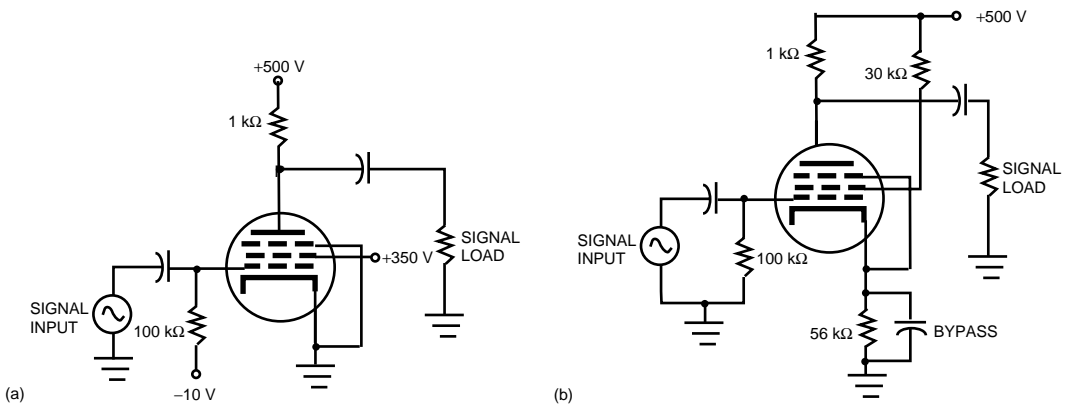 +500 V
1 kΩ
SIGNAL
LOAD
+350 V
SIGNAL
INPUT
100 kΩ
–10 V
(a)
+500 V
1 kΩ
30 kΩ
SIGNAL
LOAD
SIGNAL
INPUT
100 kΩ
56 kΩ
BYPASS
(b)